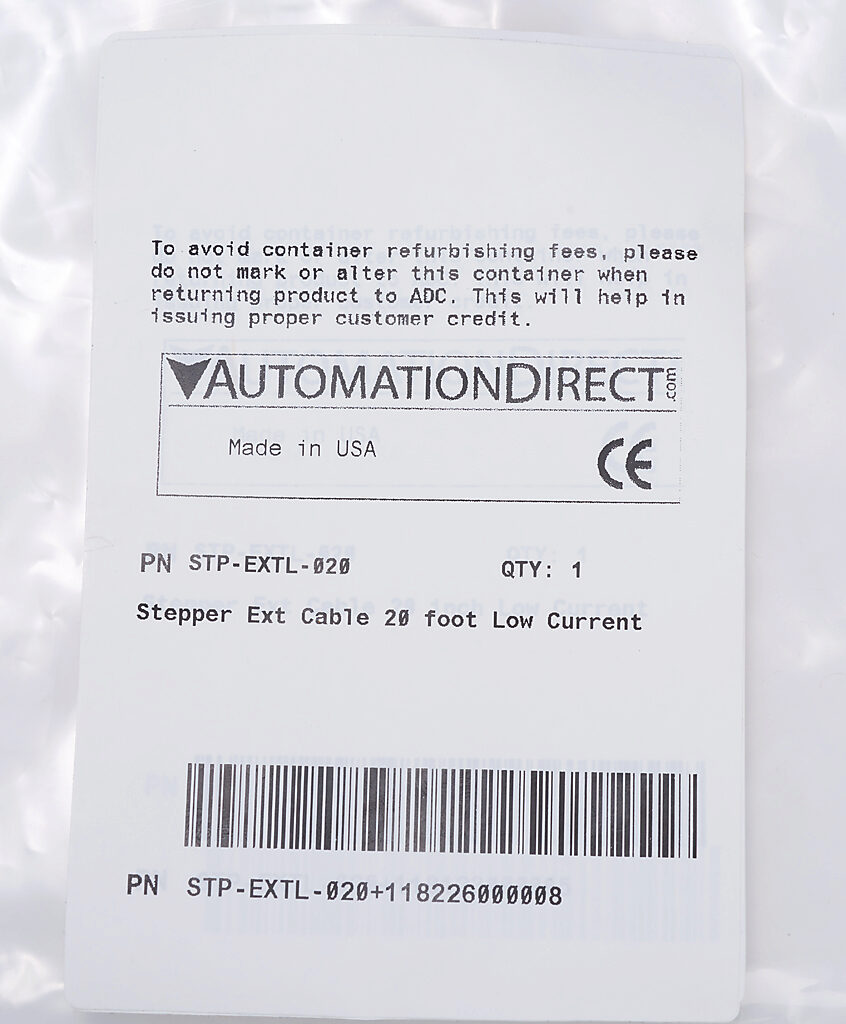 To avoid container refurbishing fees, please
do not mark or alter this container when
returning product to ADC. This will help in
issuing proper customer credit.
AUTOMATIONDIRECT.com
Made in USA
CE
PN STP-EXTL-020 QTY: 1
Stepper Ext Cable 20 foot Low Current
PN STP-EXTL-020+118226000008